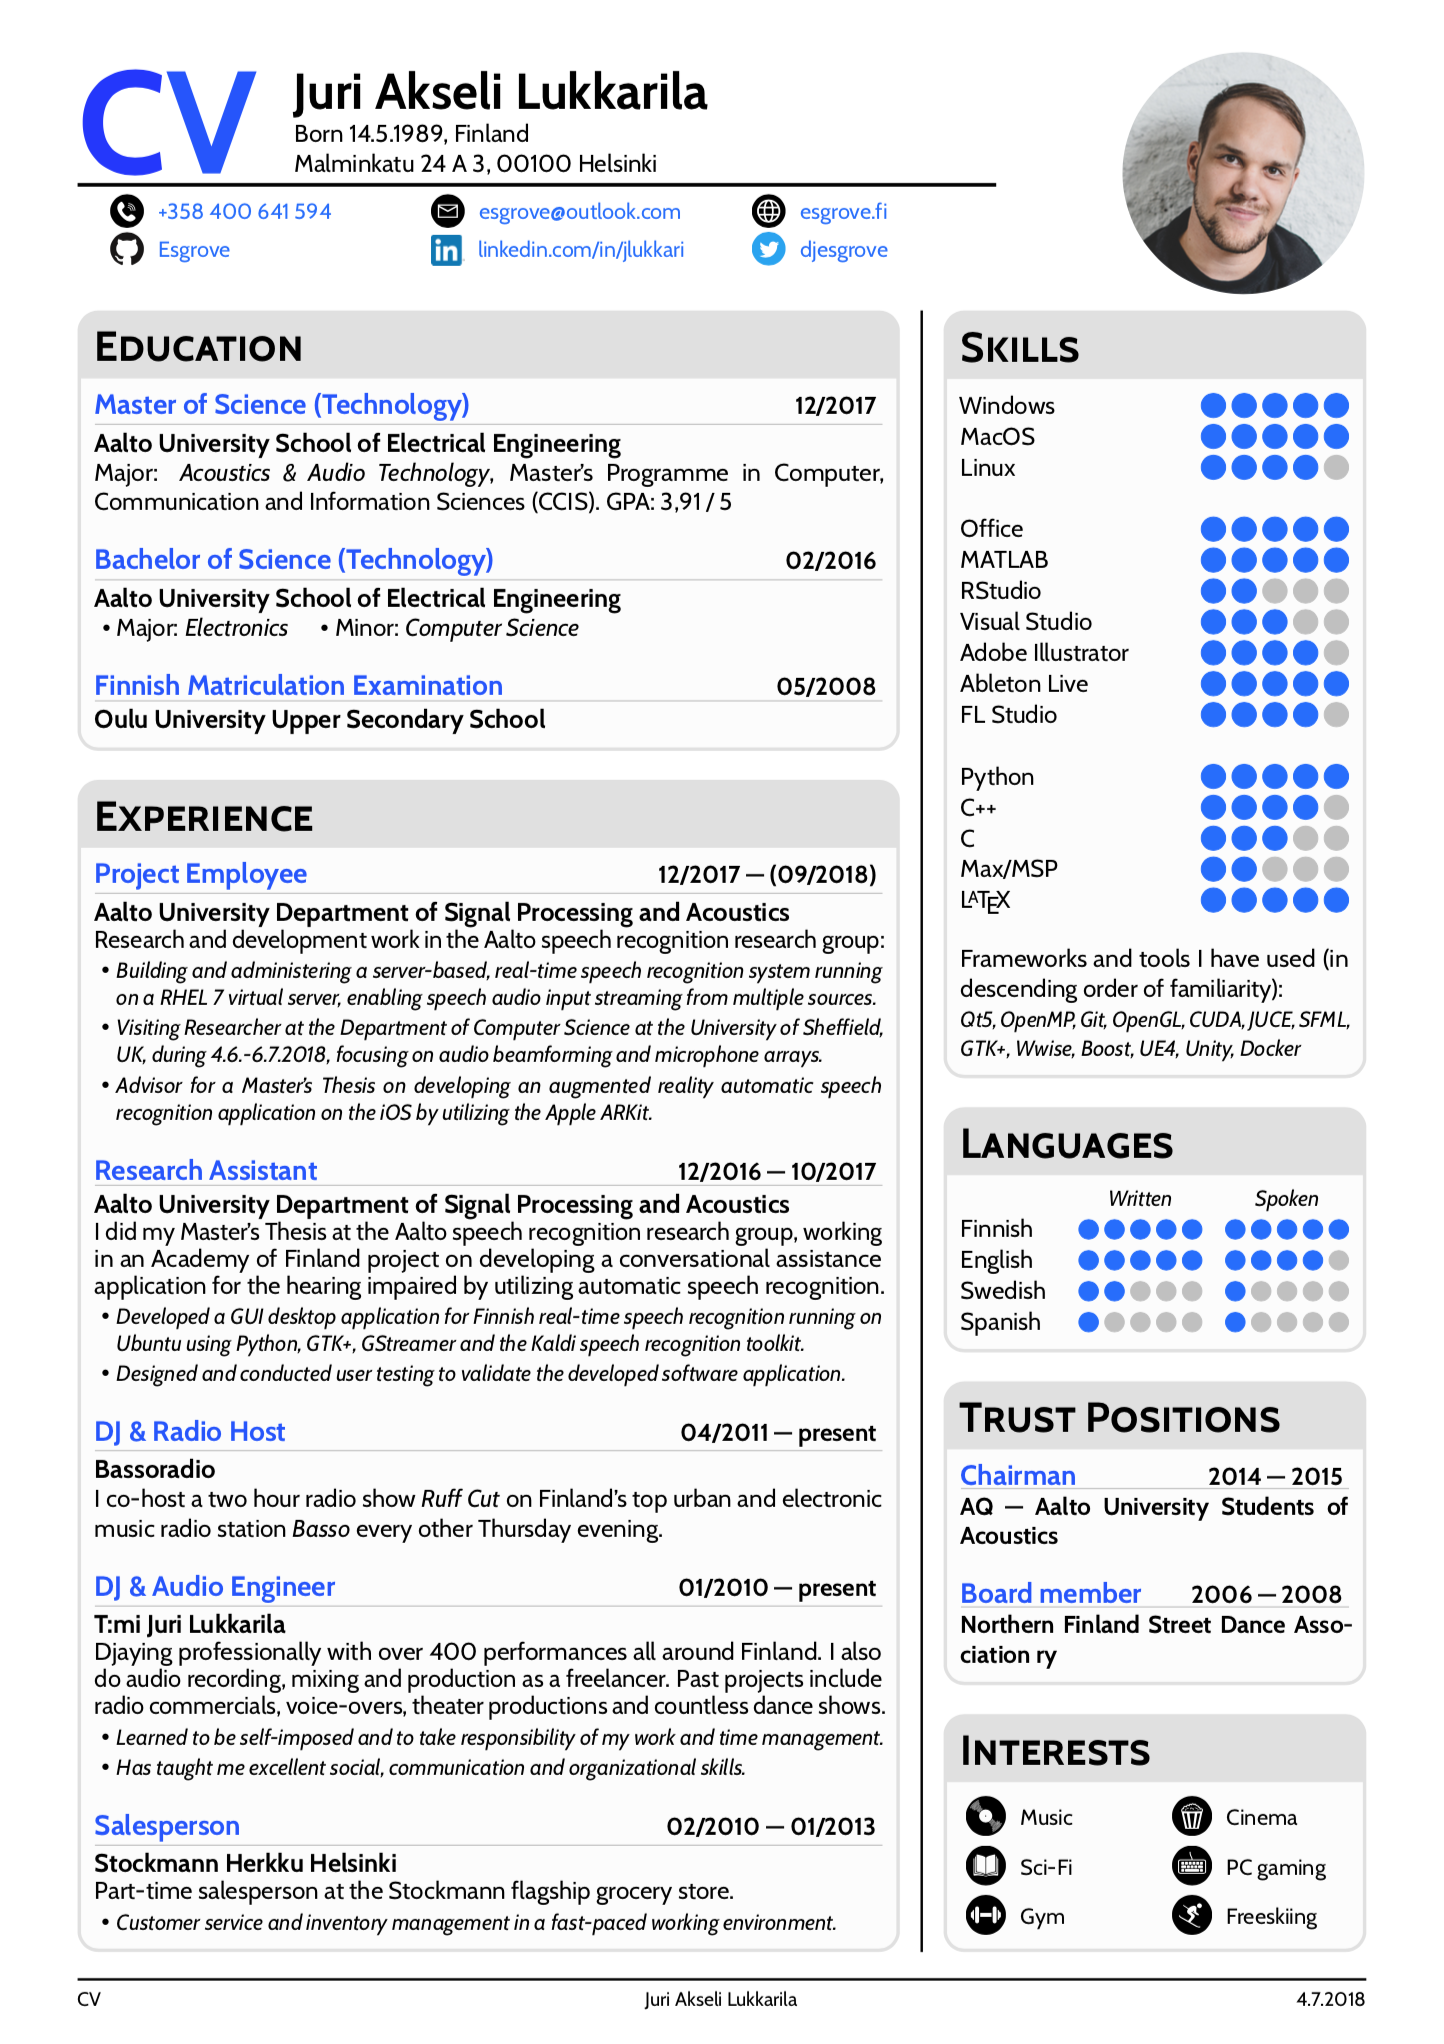 CV
Juri Akseli Lukkarila
Born 14.5.1989, Finland
Malminkatu 24 A 3, 00100 Helsinki
+358 400 641 594
esgrove@outlook.com
esgrove.fi
Esgrove
in linkedin.com/in/jlukkari
djesgrove
EDUCATION
Master of Science (Technology) 12/2017
Aalto University School of Electrical Engineering
Major: Acoustics & Audio Technology, Master's Programme in Computer,
Communication and Information Sciences (CCIS). GPA: 3,91 / 5
Bachelor of Science (Technology) 02/2016
Aalto University School of Electrical Engineering
• Major: Electronics • Minor: Computer Science
Finnish Matriculation Examination 05/2008
Oulu University Upper Secondary School
EXPERIENCE
Project Employee 12/2017 — (09/2018)
Aalto University Department of Signal Processing and Acoustics
Research and development work in the Aalto speech recognition research group:
• Building and administering a server-based, real-time speech recognition system running
on a RHEL 7 virtual server, enabling speech audio input streaming from multiple sources.
• Visiting Researcher at the Department of Computer Science at the University of Sheffield,
UK, during 4.6.-6.7.2018, focusing on audio beamforming and microphone arrays.
• Advisor for a Master's Thesis on developing an augmented reality automatic speech
recognition application on the iOS by utilizing the Apple ARKit.
Research Assistant 12/2016 — 10/2017
Aalto University Department of Signal Processing and Acoustics
I did my Master's Thesis at the Aalto speech recognition research group, working
in an Academy of Finland project on developing a conversational assistance
application for the hearing impaired by utilizing automatic speech recognition.
• Developed a GUI desktop application for Finnish real-time speech recognition running on
Ubuntu using Python, GTK+, GStreamer and the Kaldi speech recognition toolkit.
• Designed and conducted user testing to validate the developed software application.
DJ & Radio Host 04/2011 — present
Bassoradio
I co-host a two hour radio show Ruff Cut on Finland's top urban and electronic
music radio station Basso every other Thursday evening.
DJ & Audio Engineer 01/2010 — present
T:mi Juri Lukkarila
Djaying professionally with over 400 performances all around Finland. I also
do audio recording, mixing and production as a freelancer. Past projects include
radio commercials, voice-overs, theater productions and countless dance shows.
• Learned to be self-imposed and to take responsibility of my work and time management.
• Has taught me excellent social, communication and organizational skills.
Salesperson 02/2010 — 01/2013
Stockmann Herkku Helsinki
Part-time salesperson at the Stockmann flagship grocery store.
• Customer service and inventory management in a fast-paced working environment.
SKILLS
Windows
MacOS
Linux
Office
MATLAB
RStudio
Visual Studio
Adobe Illustrator
Ableton Live
FL Studio
Python
C++
C
Max/MSP
LATEX
Frameworks and tools I have used (in
descending order of familiarity):
Qt5, OpenMP, Git, OpenGL, CUDA, JUCE, SFML,
GTK+, Wwise, Boost, UE4, Unity, Docker
LANGUAGES
Written Spoken
Finnish
English
Swedish
Spanish
TRUST POSITIONS
Chairman 2014 — 2015
AQ — Aalto University Students of
Acoustics
Board member 2006 — 2008
Northern Finland Street Dance Asso-
ciation ry
INTERESTS
Music Cinema
Sci-Fi PC gaming
Gym Freeskiing
CV Juri Akseli Lukkarila 4.7.2018